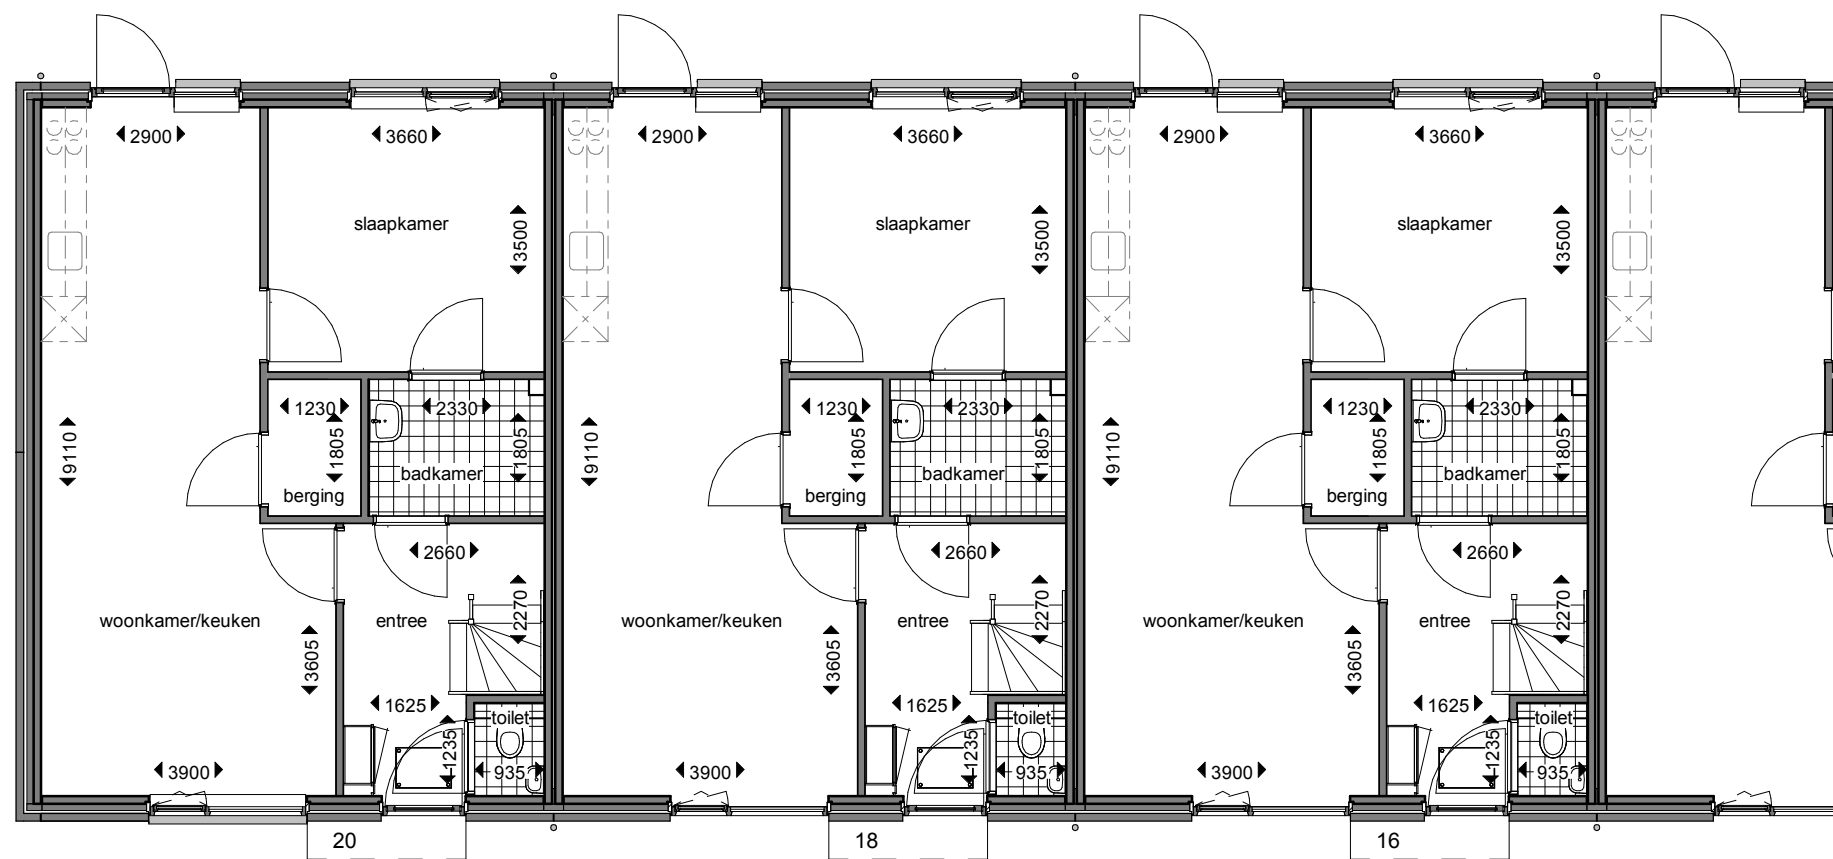 2900 3660 2900 3660 2900 3660
slaapkamer slaapkamer slaapkamer
3500 3500 3500
1230 2330 1230 2330 1230 2330
9110 1805 1805 9110 1805 1805 9110 1805 1805
badkamer badkamer badkamer
berging berging berging
2660 2660 2660
2270 2270 2270
woonkamer/keuken entree woonkamer/keuken entree woonkamer/keuken entree
3605 3605 3605
1625 1625 1625
toilet toilet toilet
1235 1235 1235
3900 935 3900 935 3900 935
20 18 16